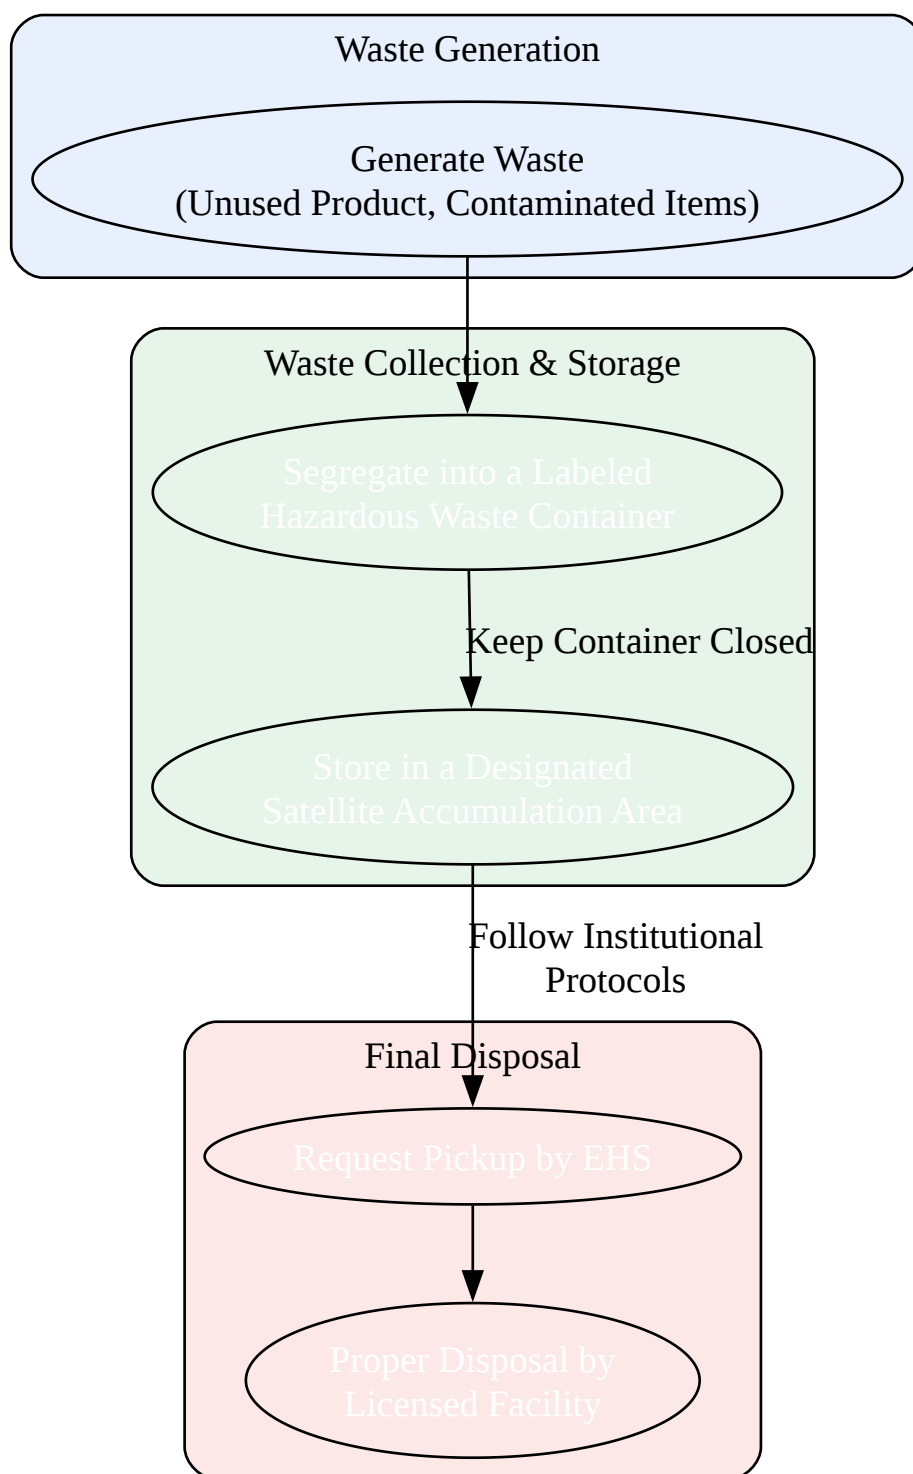 Waste Generation
Generate Waste
(Unused Product, Contaminated Items)
Waste Collection & Storage
Segregate into a Labeled
Hazardous Waste Container
Keep Container Closed
Store in a Designated
Satellite Accumulation Area
Follow Institutional
Protocols
Final Disposal
Request Pickup by EHS
Proper Disposal by
Licensed Facility